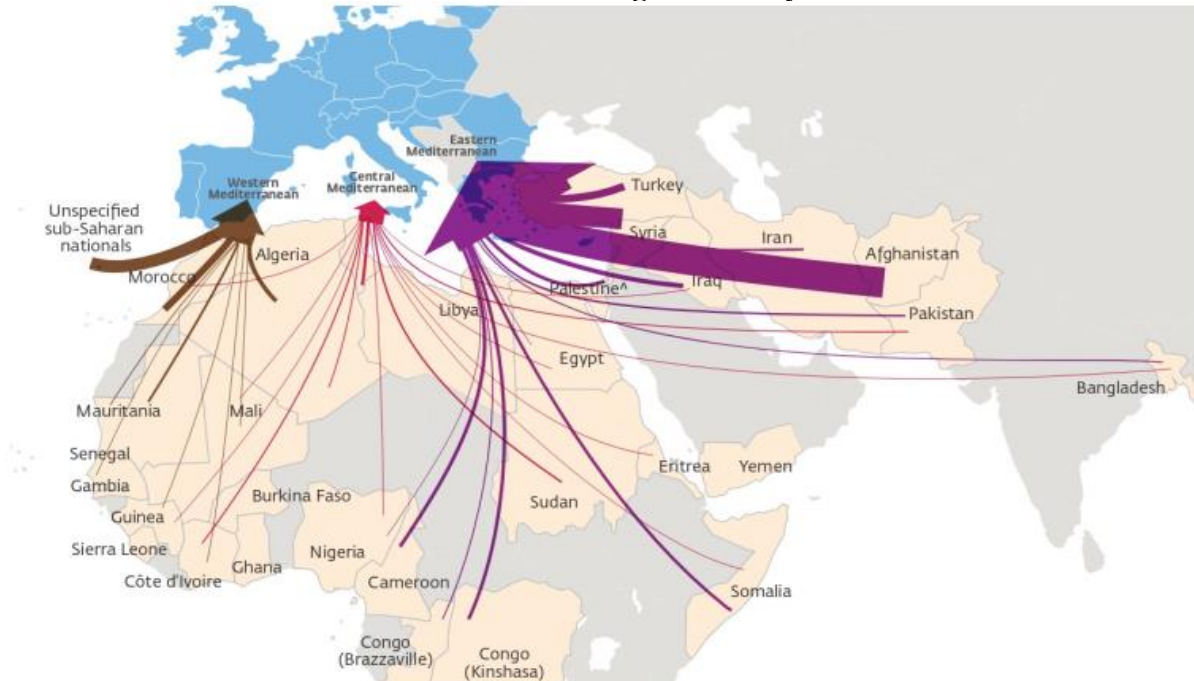 Eastern
Mediterranean
Central
Mediterranean
Western
Mediterranean
Turkey
Unspecified
sub-Saharan
nationals
Syria
Iran
Afghanistan
Algeria
Morocco
Palestine^
Iraq
Libya
Pakistan
Egypt
Bangladesh
Mauritania
Mali
Senegal
Eritrea
Yemen
Gambia
Burkina Faso
Sudan
Guinea
Sierra Leone
Nigeria
Ghana
Côte d'Ivoire
Cameroon
Somalia
Congo
(Brazzaville)
Congo
(Kinshasa)